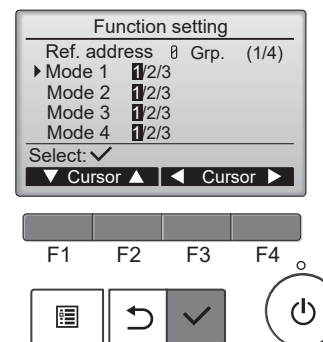 Function setting
Ref. address 0 Grp. (1/4)
Mode 1 1/2/3
Mode 2 1/2/3
Mode 3 1/2/3
Mode 4 1/2/3
Select:✓
▼ Cursor ▲ ◀ Cursor ▶
F1 F2 F3 F4